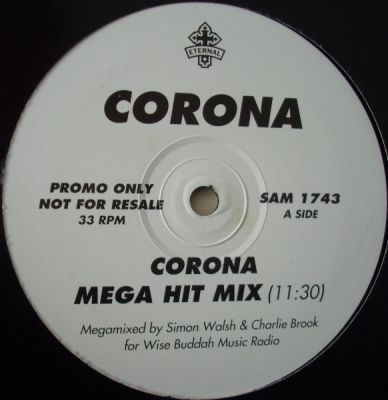 ETERNAL
CORONA
PROMO ONLY
NOT FOR RESALE
33 RPM
SAM 1743
A SIDE
CORONA
MEGA HIT MIX (11:30)
Megamixed by Simon Walsh & Charlie Brook
for Wise Buddah Music Radio